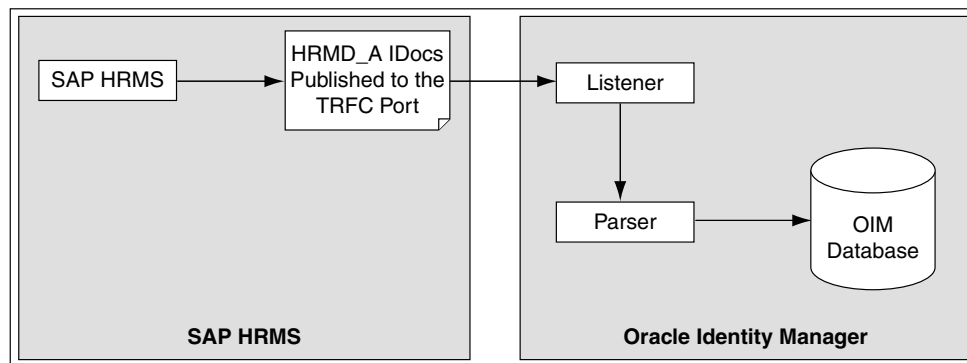 SAP HRMS
HRMD_A IDocs
Published to the
TRFC Port
Listener
Parser
OIM
Database
SAP HRMS
Oracle Identity Manager